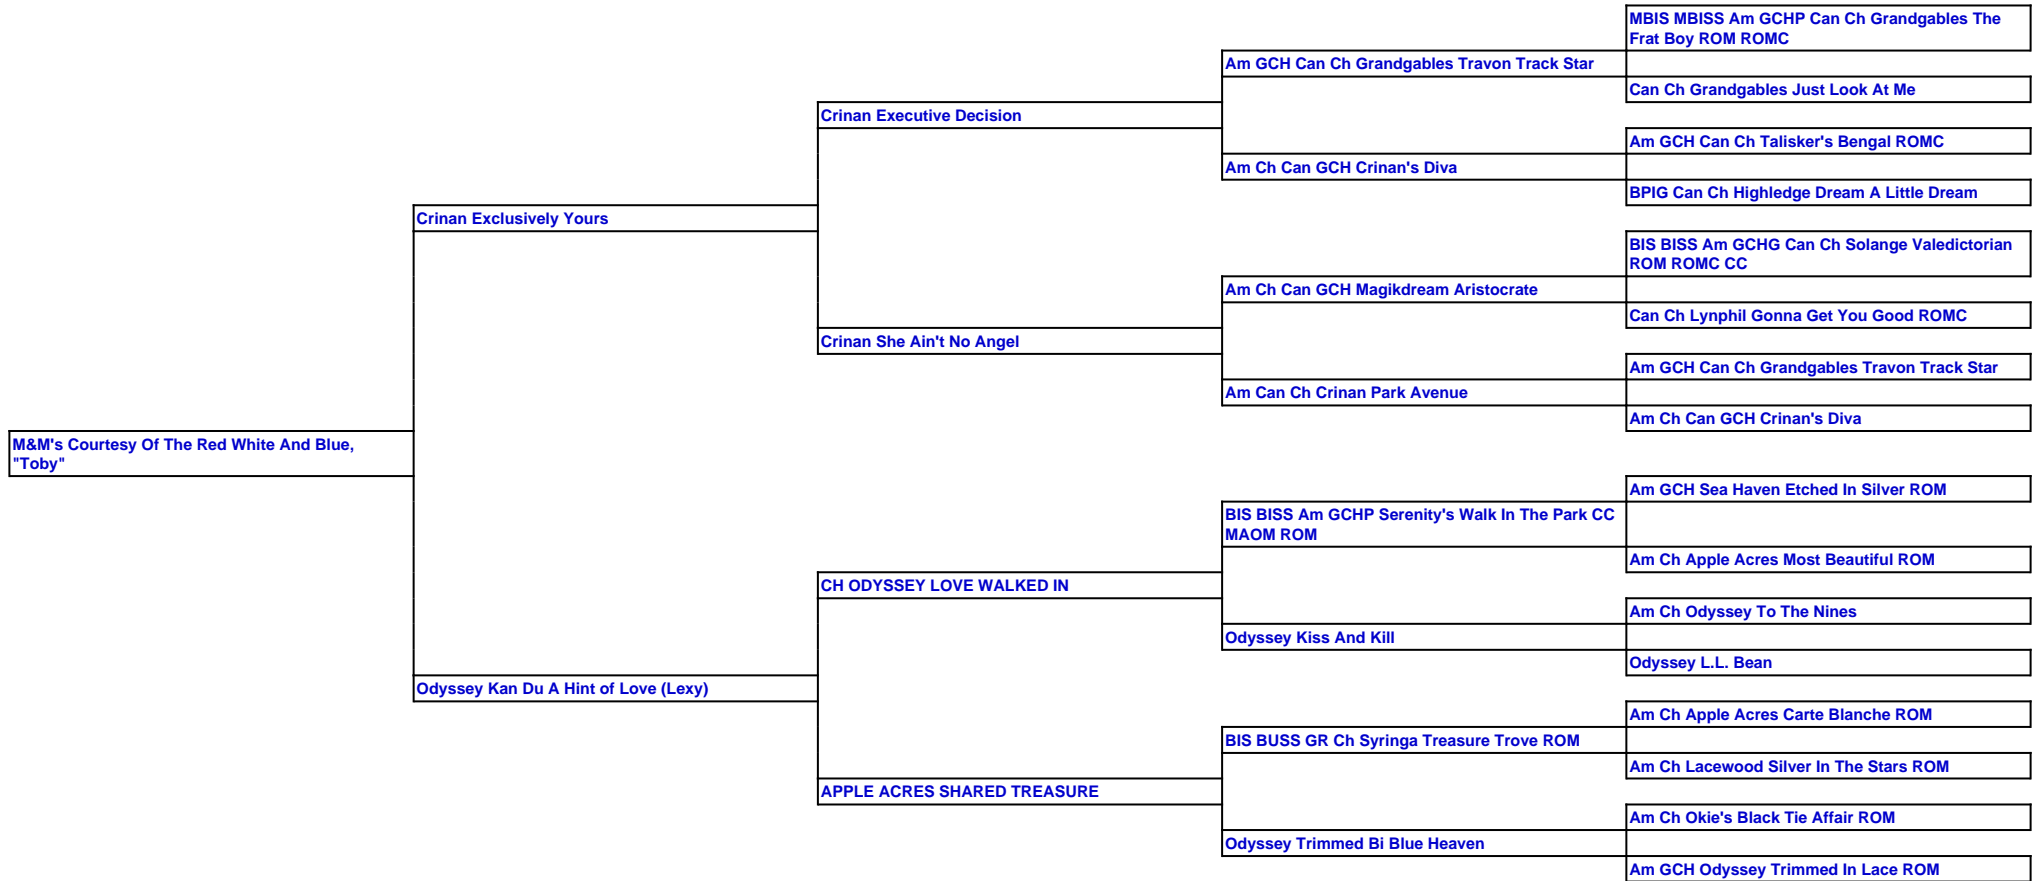 MBIS MBISS Am GCHP Can Ch Grandgables The
Frat Boy ROM ROMC
Am GCH Can Ch Grandgables Travon Track Star
Can Ch Grandgables Just Look At Me
Crinan Executive Decision
Am GCH Can Ch Talisker's Bengal ROMC
Am Ch Can GCH Crinan's Diva
BPIG Can Ch Highledge Dream A Little Dream
Crinan Exclusively Yours
BIS BISS Am GCHG Can Ch Solange Valedictorian
ROM ROMC CC
Am Ch Can GCH Magikdream Aristocrate
Can Ch Lynphil Gonna Get You Good ROMC
Crinan She Ain't No Angel
Am GCH Can Ch Grandgables Travon Track Star
Am Can Ch Crinan Park Avenue
Am Ch Can GCH Crinan's Diva
M&M's Courtesy Of The Red White And Blue,
"Toby"
Am GCH Sea Haven Etched In Silver ROM
BIS BISS Am GCHP Serenity's Walk In The Park CC
MAOM ROM
Am Ch Apple Acres Most Beautiful ROM
CH ODYSSEY LOVE WALKED IN
Am Ch Odyssey To The Nines
Odyssey Kiss And Kill
Odyssey L.L. Bean
Odyssey Kan Du A Hint of Love (Lexy)
Am Ch Apple Acres Carte Blanche ROM
BIS BUSS GR Ch Syringa Treasure Trove ROM
Am Ch Lacewood Silver In The Stars ROM
APPLE ACRES SHARED TREASURE
Am Ch Okie's Black Tie Affair ROM
Odyssey Trimmed Bi Blue Heaven
Am GCH Odyssey Trimmed In Lace ROM